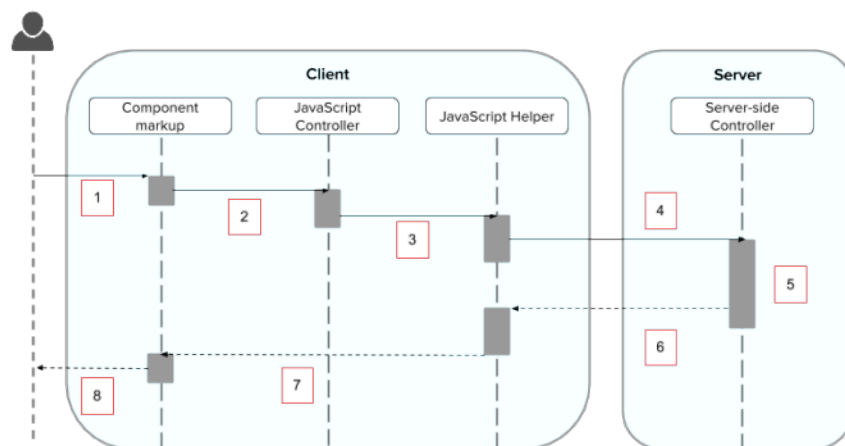 Client
Server
Component
markup
JavaScript
Controller
JavaScript Helper
Server-side
Controller
1
2
3
4
5
6
7
8